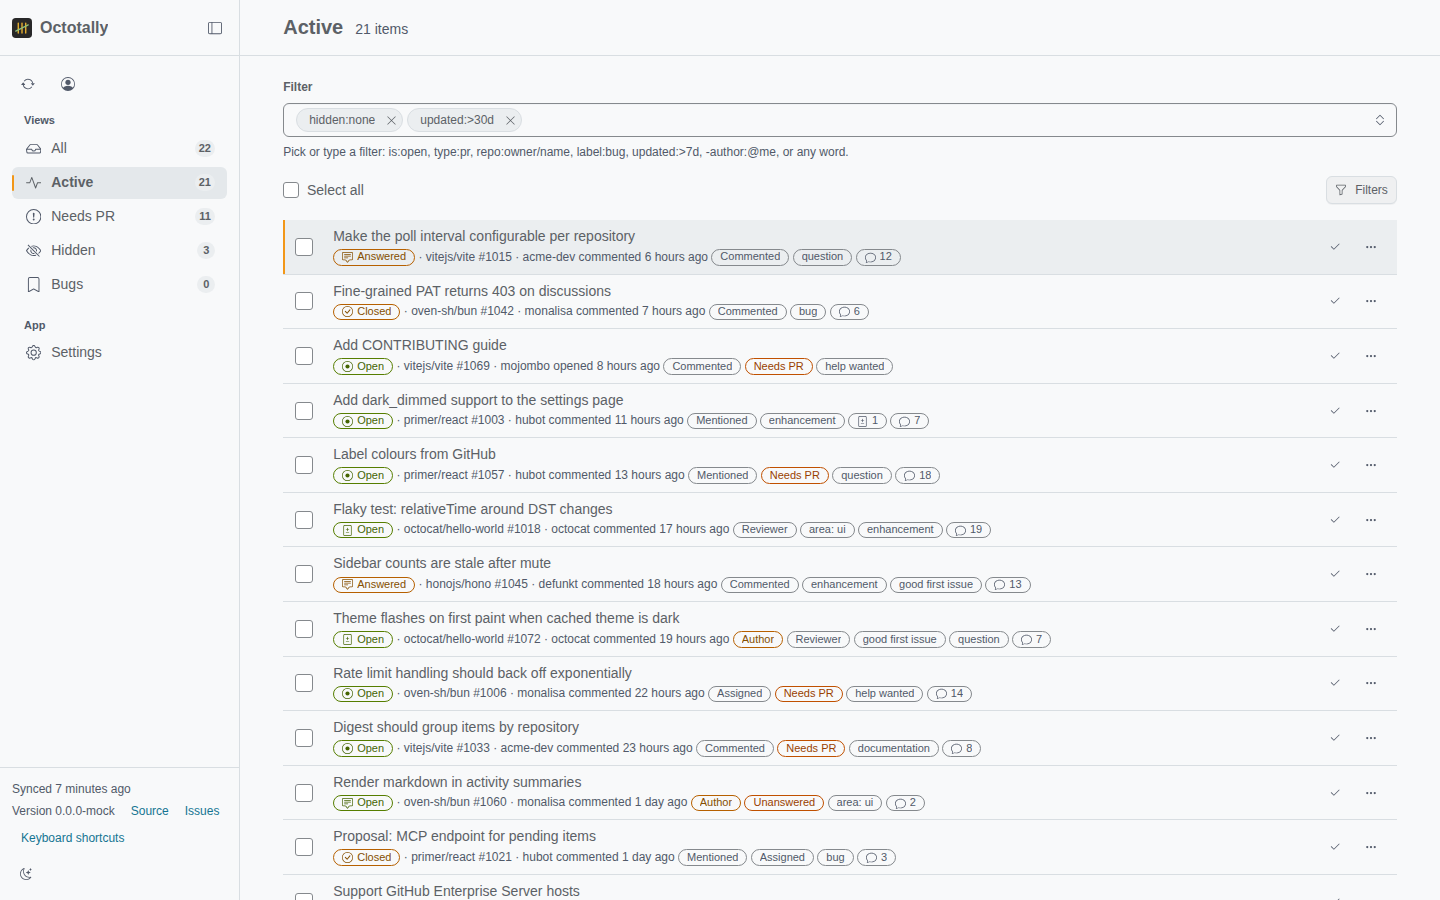 Octotally
Active 21 items
Views
All 22
Active 21
Needs PR 11
Hidden 3
Bugs 0
App
Settings
Synced 7 minutes ago
Version 0.0.0-mock Source Issues
Keyboard shortcuts
Filter
hidden:none updated:>30d
Pick or type a filter: is:open, type:pr, repo:owner/name, label:bug, updated:>7d, -author:@me, or any word.
Select all Filters
Make the poll interval configurable per repository
Answered · vitejs/vite #1015 · acme-dev commented 6 hours ago Commented question 12
Fine-grained PAT returns 403 on discussions
Closed · oven-sh/bun #1042 · monalisa commented 7 hours ago Commented bug 6
Add CONTRIBUTING guide
Open · vitejs/vite #1069 · mojombo opened 8 hours ago Commented Needs PR help wanted
Add dark_dimmed support to the settings page
Open · primer/react #1003 · hubot commented 11 hours ago Mentioned enhancement 1 7
Label colours from GitHub
Open · primer/react #1057 · hubot commented 13 hours ago Mentioned Needs PR question 18
Flaky test: relativeTime around DST changes
Open · octocat/hello-world #1018 · octocat commented 17 hours ago Reviewer area: ui enhancement 19
Sidebar counts are stale after mute
Answered · honojs/hono #1045 · defunkt commented 18 hours ago Commented enhancement good first issue 13
Theme flashes on first paint when cached theme is dark
Open · octocat/hello-world #1072 · octocat commented 19 hours ago Author Reviewer good first issue question 7
Rate limit handling should back off exponentially
Open · oven-sh/bun #1006 · monalisa commented 22 hours ago Assigned Needs PR help wanted 14
Digest should group items by repository
Open · vitejs/vite #1033 · acme-dev commented 23 hours ago Commented Needs PR documentation 8
Render markdown in activity summaries
Open · oven-sh/bun #1060 · monalisa commented 1 day ago Author Unanswered area: ui 2
Proposal: MCP endpoint for pending items
Closed · primer/react #1021 · hubot commented 1 day ago Mentioned Assigned bug 3
Support GitHub Enterprise Server hosts